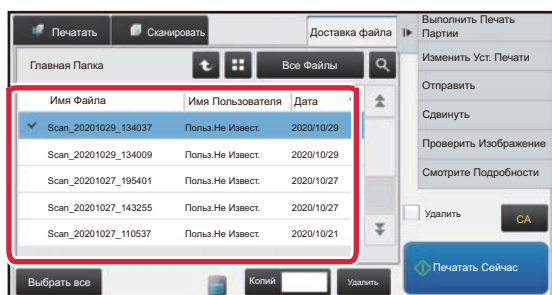 Печатать
Сканировать
Доставка файла
Главная Папка
Все Файлы
Имя Файла
Имя Пользователя
Дата
Scan_20201029_134037
Польз.Не Извест.
2020/10/29
Scan_20201029_134009
Польз.Не Извест.
2020/10/29
Scan_20201027_195401
Польз.Не Извест.
2020/10/27
Scan_20201027_143255
Польз.Не Извест.
2020/10/27
Scan_20201027_110537
Польз.Не Извест.
2020/10/21
Выбрать все
Копий
Удалить
Выполнить Печать
Партии
Изменить Уст. Печати
Отправить
Сдвинуть
Проверить Изображение
Смотрите Подробности
Удалить
CA
Печатать Сейчас